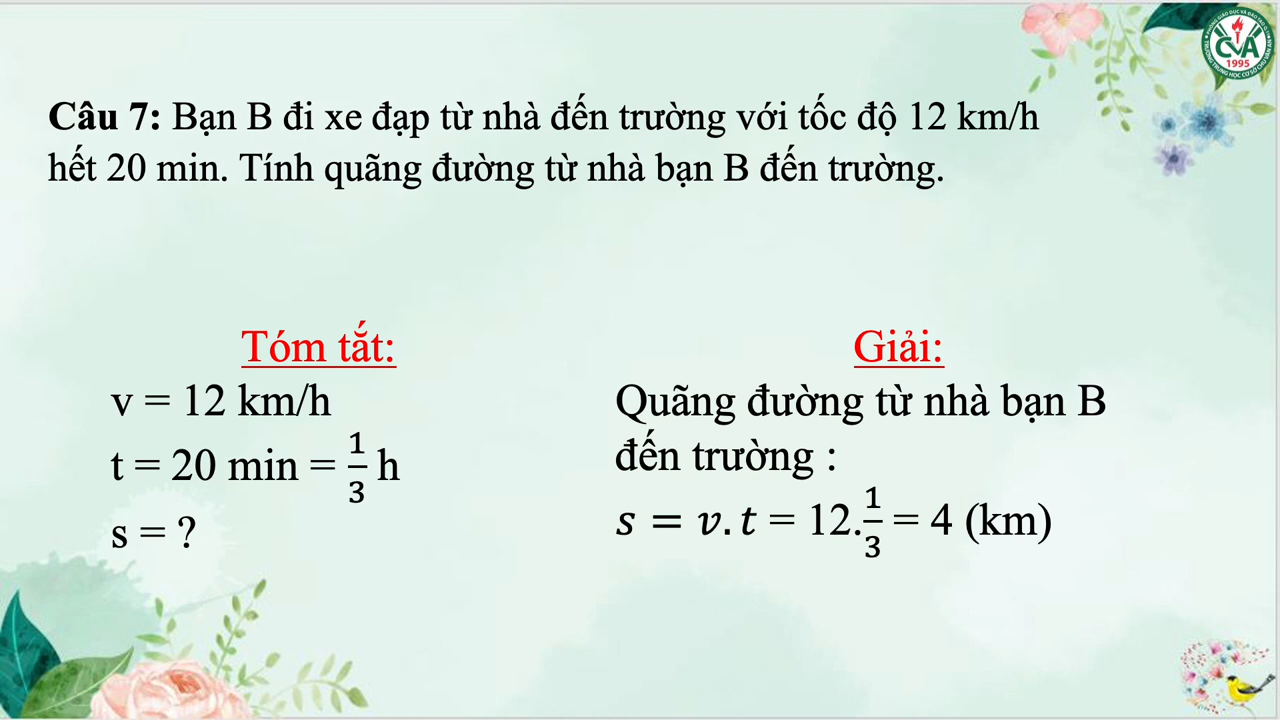 Câu 7: Bạn B đi xe đạp từ nhà đến trường với tốc độ 12 km/h
hết 20 min. Tính quãng đường từ nhà bạn B đến trường.
Tóm tắt:
v = 12 km/h
t = 20 min = 1/3 h
s = ?
Giải:
Quãng đường từ nhà bạn B
đến trường :
s = v. t = 12.1/3 = 4 (km)
CVA
1995